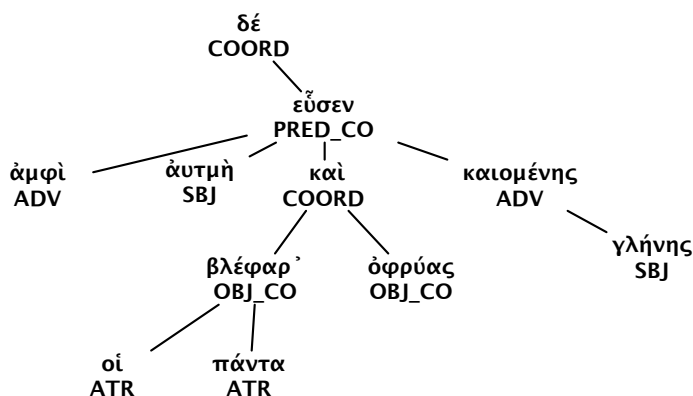 δέ
COORD
εὗσεν
PRED_CO
ἀμφὶ ἀυτμὴ καὶ καιομένης
ADV SBJ COORD ADV
γλήνης
SBJ
βλέφαρ᾽ ὀφρύας
OBJ_CO OBJ_CO
οἱ πάντα
ATR ATR